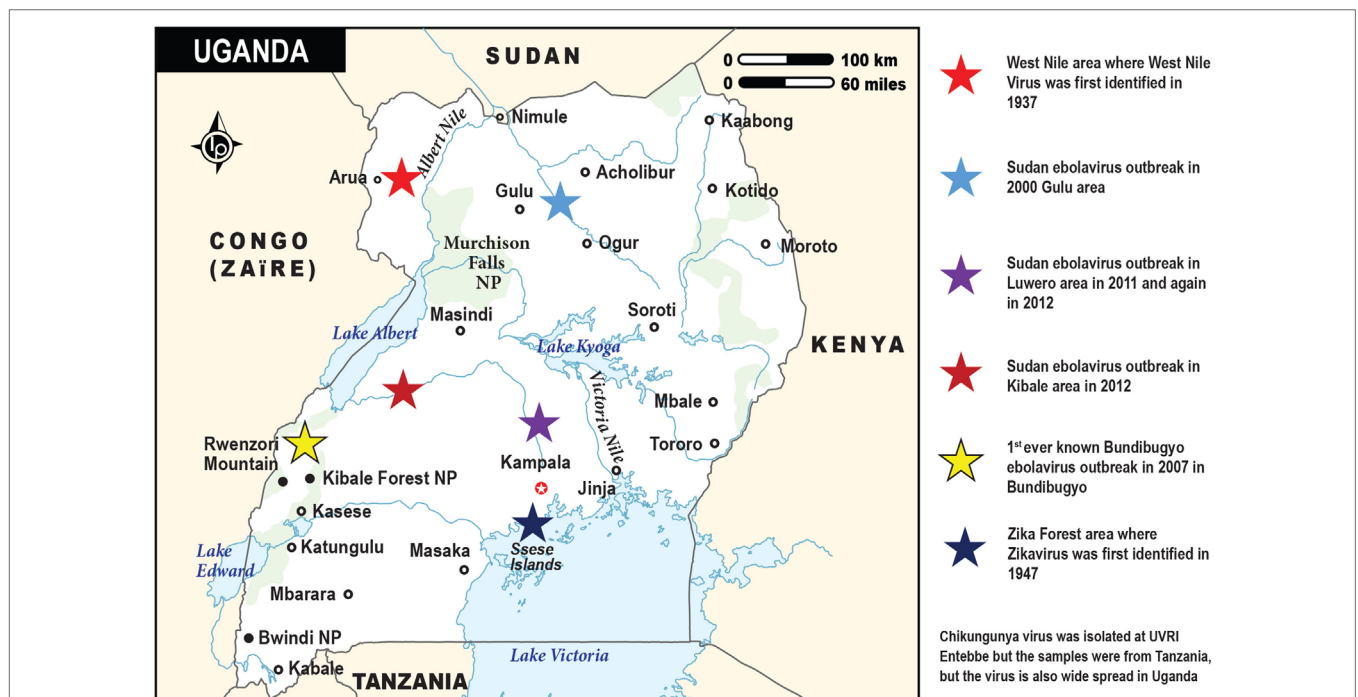 UGANDA
SUDAN
0 100 km
0 60 miles
Nimule
Kaabong
Albert Nile
Arua
Acholibur
Gulu
Kotido
CONGO
(ZAïRE)
Ogur
Moroto
Murchison
Falls
NP
Masindi
Soroti
Lake Albert
Lake Kyoga
KENYA
Victoria Nile
Mbale
Rwenzori
Mountain
Tororo
Kampala
Kibale Forest NP
Jinja
Kasese
Lake
Edward
Katungulu
Masaka
Ssese
Islands
Mbarara
Bwindi NP
Kabale
Lake Victoria
TANZANIA
lp
West Nile area where West Nile
Virus was first identified in
1937
Sudan ebolavirus outbreak in
2000 Gulu area
Sudan ebolavirus outbreak in
Luwero area in 2011 and again
in 2012
Sudan ebolavirus outbreak in
Kibale area in 2012
1st ever known Bundibugyo
ebolavirus outbreak in 2007 in
Bundibugyo
Zika Forest area where
Zikavirus was first identified in
1947
Chikungunya virus was isolated at UVRI
Entebbe but the samples were from Tanzania,
but the virus is also wide spread in Uganda